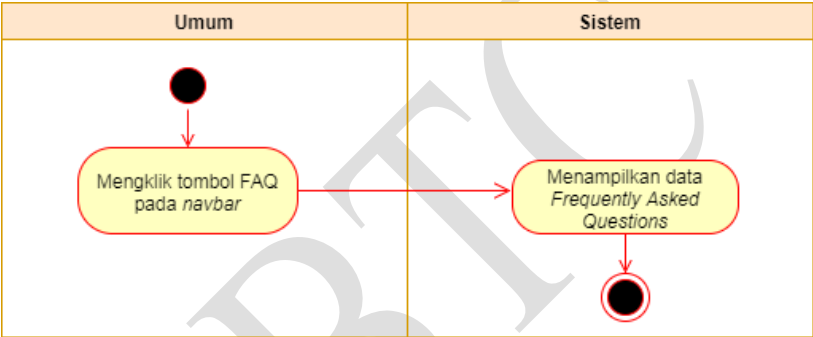 Umum
Sistem
Mengklik tombol FAQ
pada navbar
Menampilkan data
Frequently Asked
Questions